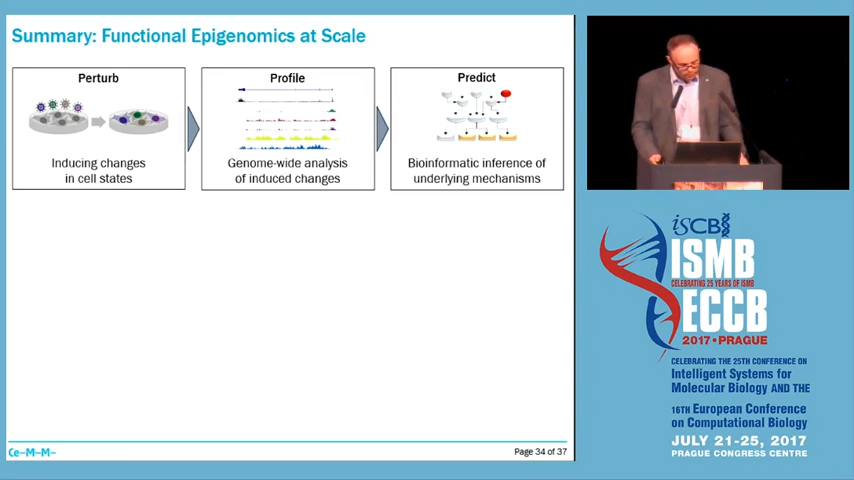 Summary: Functional Epigenomics at Scale
Perturb
Inducing changes
in cell states
Profile
Genome-wide analysis
of induced changes
Predict
Bioinformatic inference of
underlying mechanisms
Ce-M-M-
Page 34 of 37
iSCB
ISMB
CELEBRATING 25 YEARS OF ISMB
ECCB
2017 • PRAGUE
CELEBRATING THE 25TH CONFERENCE ON
Intelligent Systems for
Molecular Biology AND THE
16TH European Conference
on Computational Biology
JULY 21-25, 2017
PRAGUE CONGRESS CENTRE